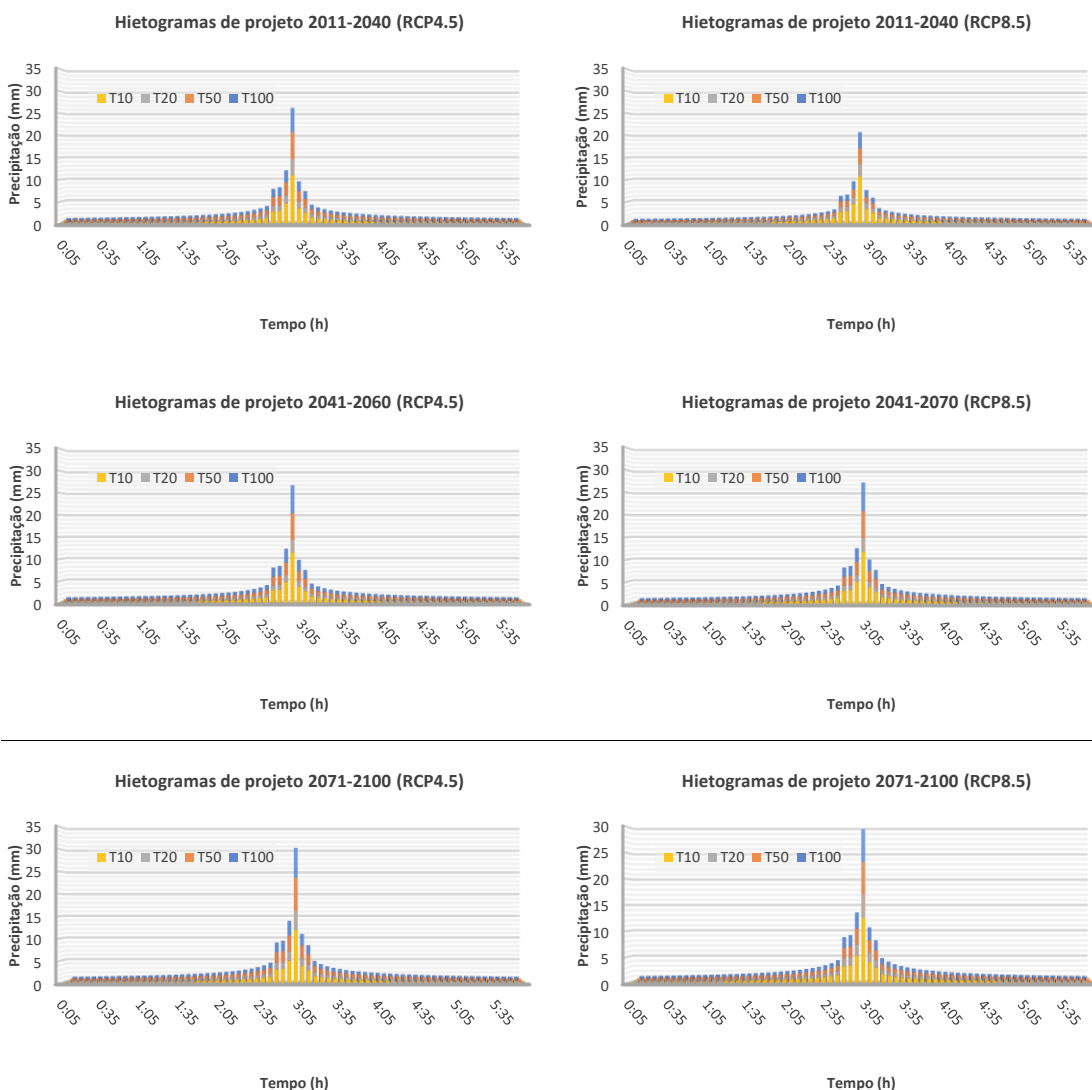 Hietogramas de projeto 2011-2040 (RCP4.5)
Precipitação (mm)
35
30
25
20
15
10
5
0
T10 T20 T50 T100
0:05 0:35 1:05 1:35 2:05 2:35 3:05 3:35 4:05 4:35 5:05 5:35
Tempo (h)
Hietogramas de projeto 2011-2040 (RCP8.5)
Precipitação (mm)
35
30
25
20
15
10
5
0
T10 T20 T50 T100
0:05 0:35 1:05 1:35 2:05 2:35 3:05 3:35 4:05 4:35 5:05 5:35
Tempo (h)
Hietogramas de projeto 2041-2060 (RCP4.5)
Precipitação (mm)
35
30
25
20
15
10
5
0
T10 T20 T50 T100
0:05 0:35 1:05 1:35 2:05 2:35 3:05 3:35 4:05 4:35 5:05 5:35
Tempo (h)
Hietogramas de projeto 2041-2070 (RCP8.5)
Precipitação (mm)
35
30
25
20
15
10
5
0
T10 T20 T50 T100
0:05 0:35 1:05 1:35 2:05 2:35 3:05 3:35 4:05 4:35 5:05 5:35
Tempo (h)
Hietogramas de projeto 2071-2100 (RCP4.5)
Precipitação (mm)
35
30
25
20
15
10
5
0
T10 T20 T50 T100
0:05 0:35 1:05 1:35 2:05 2:35 3:05 3:35 4:05 4:35 5:05 5:35
Tempo (h)
Hietogramas de projeto 2071-2100 (RCP8.5)
Precipitação (mm)
30
25
20
15
10
5
0
T10 T20 T50 T100
0:05 0:35 1:05 1:35 2:05 2:35 3:05 3:35 4:05 4:35 5:05 5:35
Tempo (h)